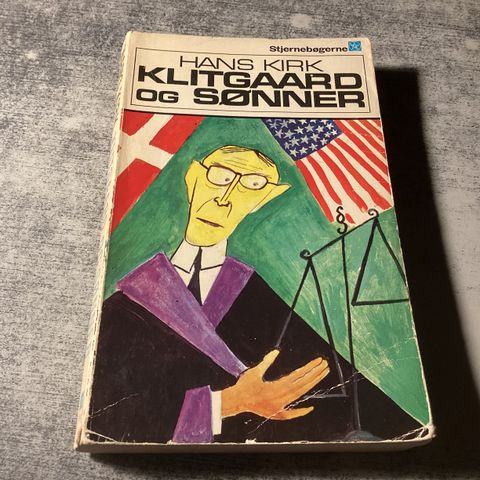 Stjernebøgerne
HANS KIRK
KLITGAARD
OG SØNNER
§